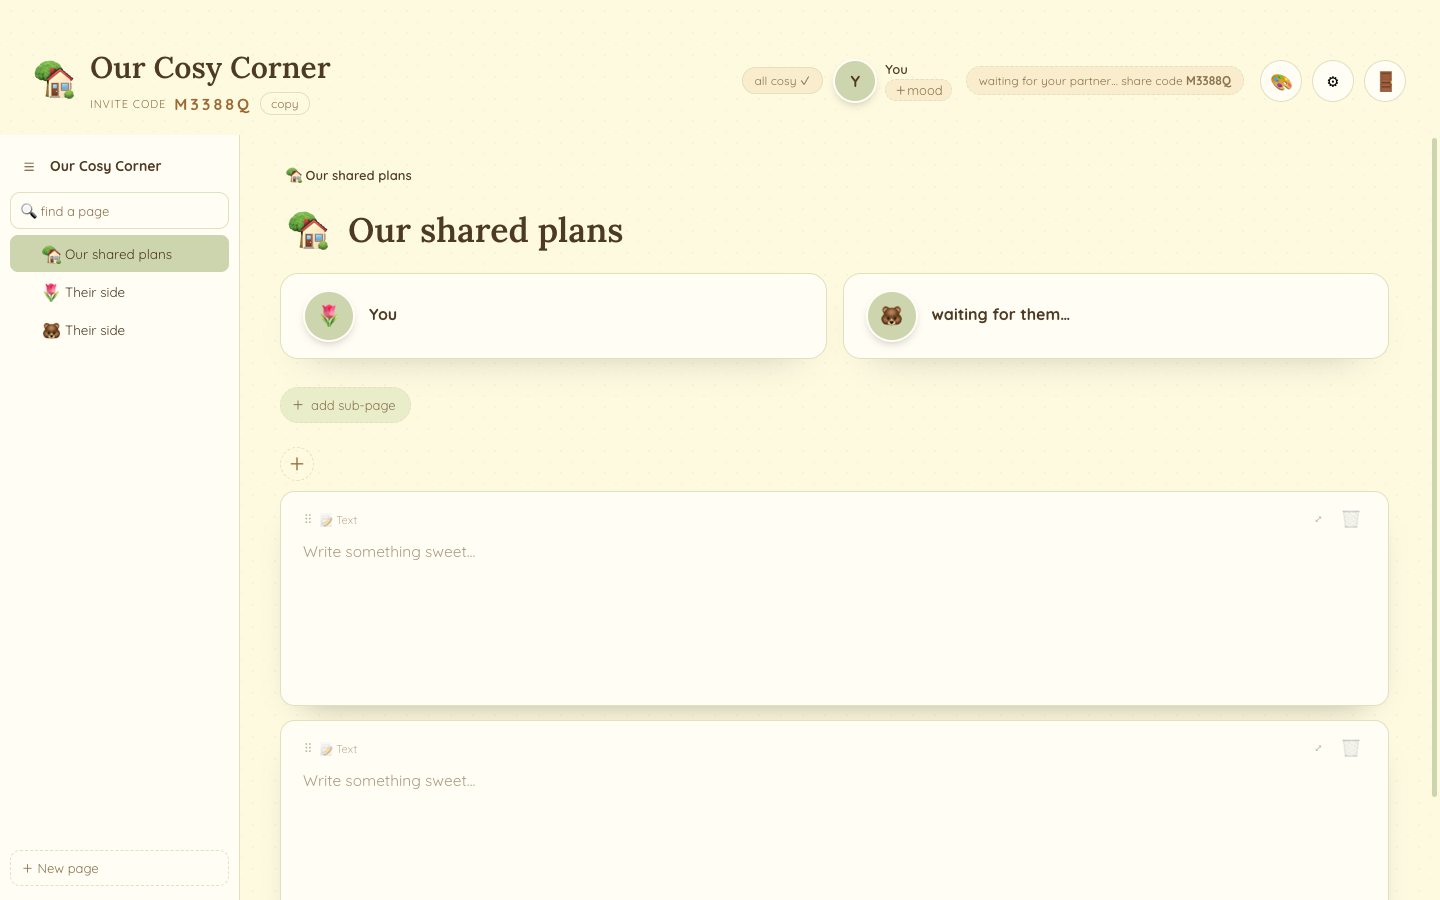 Our Cosy Corner
INVITE CODE M3388Q copy
all cosy ✓
Y
You
+ mood
waiting for your partner... share code M3388Q
☰ Our Cosy Corner
find a page
Our shared plans
Their side
Their side
+ New page
Our shared plans
Our shared plans
You
waiting for them...
+ add sub-page
+
Text
Write something sweet...
Text
Write something sweet...